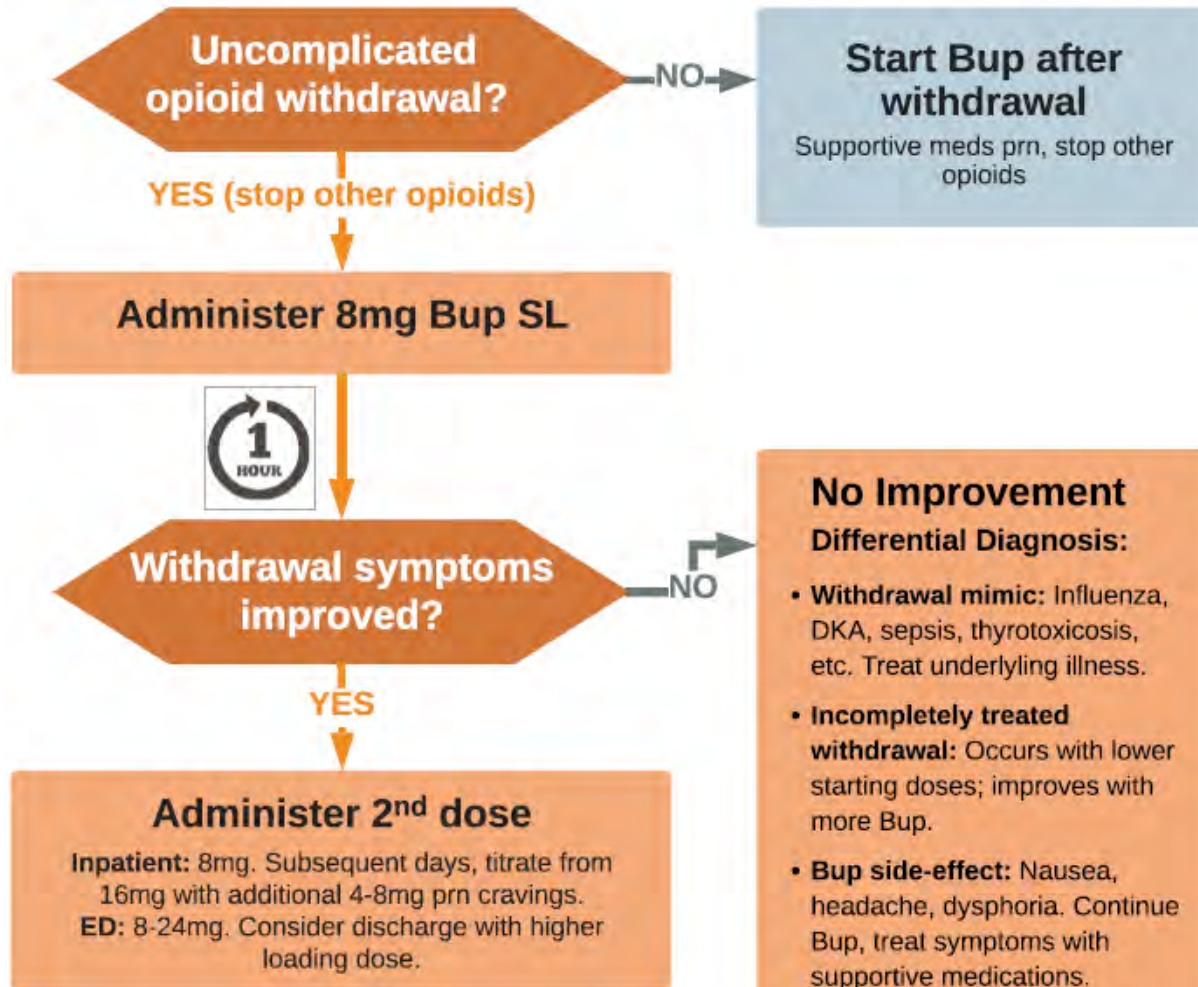 Uncomplicated
opioid withdrawal?
NO
Start Bup after
withdrawal
Supportive meds prn, stop other
opioids
YES (stop other opioids)
Administer 8mg Bup SL
1
HOUR
Withdrawal symptoms
improved?
NO
No Improvement
Differential Diagnosis:
• Withdrawal mimic: Influenza,
DKA, sepsis, thyrotoxicosis,
etc. Treat underlyling illness.
• Incompletely treated
withdrawal: Occurs with lower
starting doses; improves with
more Bup.
• Bup side-effect: Nausea,
headache, dysphoria. Continue
Bup, treat symptoms with
supportive medications.
YES
Administer 2nd dose
Inpatient: 8mg. Subsequent days, titrate from
16mg with additional 4-8mg prn cravings.
ED: 8-24mg. Consider discharge with higher
loading dose.